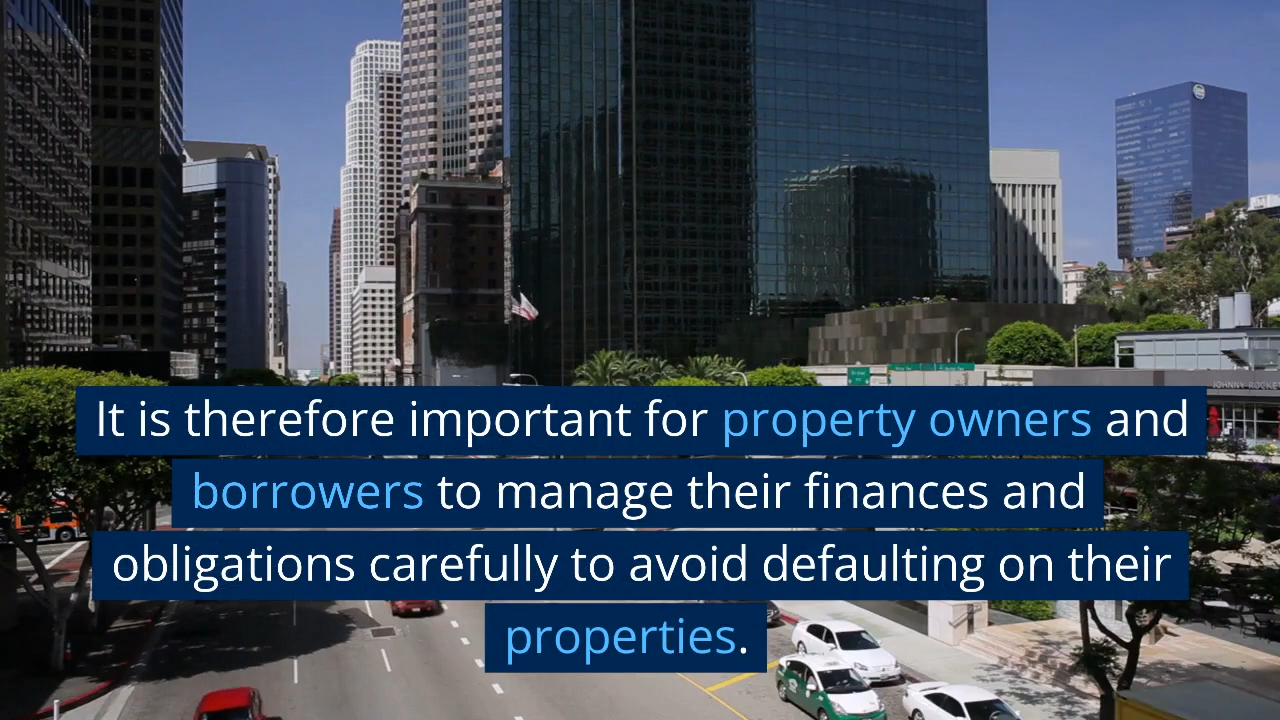 It is therefore important for property owners and
borrowers to manage their finances and
obligations carefully to avoid defaulting on their
properties.